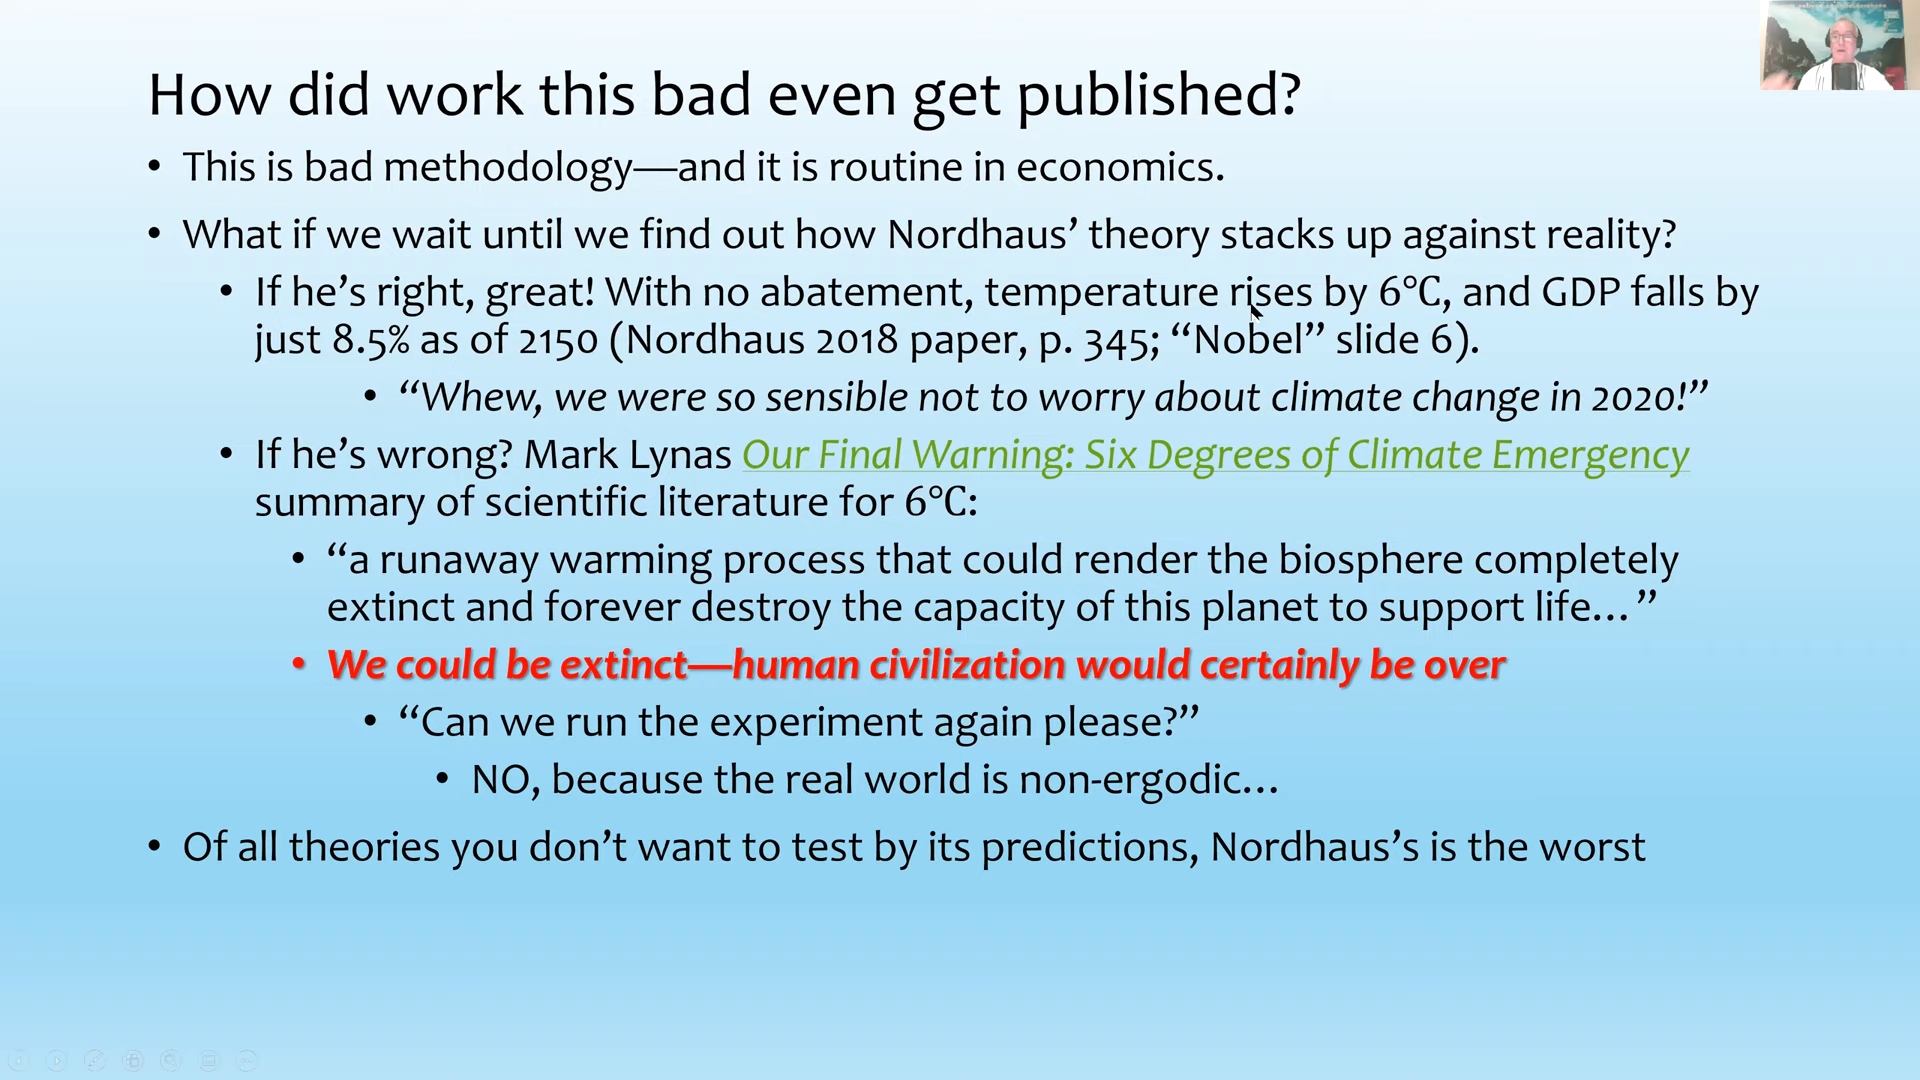 How did work this bad even get published?
• This is bad methodology—and it is routine in economics.
• What if we wait until we find out how Nordhaus’ theory stacks up against reality?
• If he’s right, great! With no abatement, temperature rises by 6°C, and GDP falls by
just 8.5% as of 2150 (Nordhaus 2018 paper, p. 345; “Nobel” slide 6).
• “Whew, we were so sensible not to worry about climate change in 2020!”
• If he’s wrong? Mark Lynas Our Final Warning: Six Degrees of Climate Emergency
summary of scientific literature for 6°C:
• “a runaway warming process that could render the biosphere completely
extinct and forever destroy the capacity of this planet to support life…”
• We could be extinct—human civilization would certainly be over
• “Can we run the experiment again please?”
• NO, because the real world is non-ergodic…
• Of all theories you don’t want to test by its predictions, Nordhaus’s is the worst